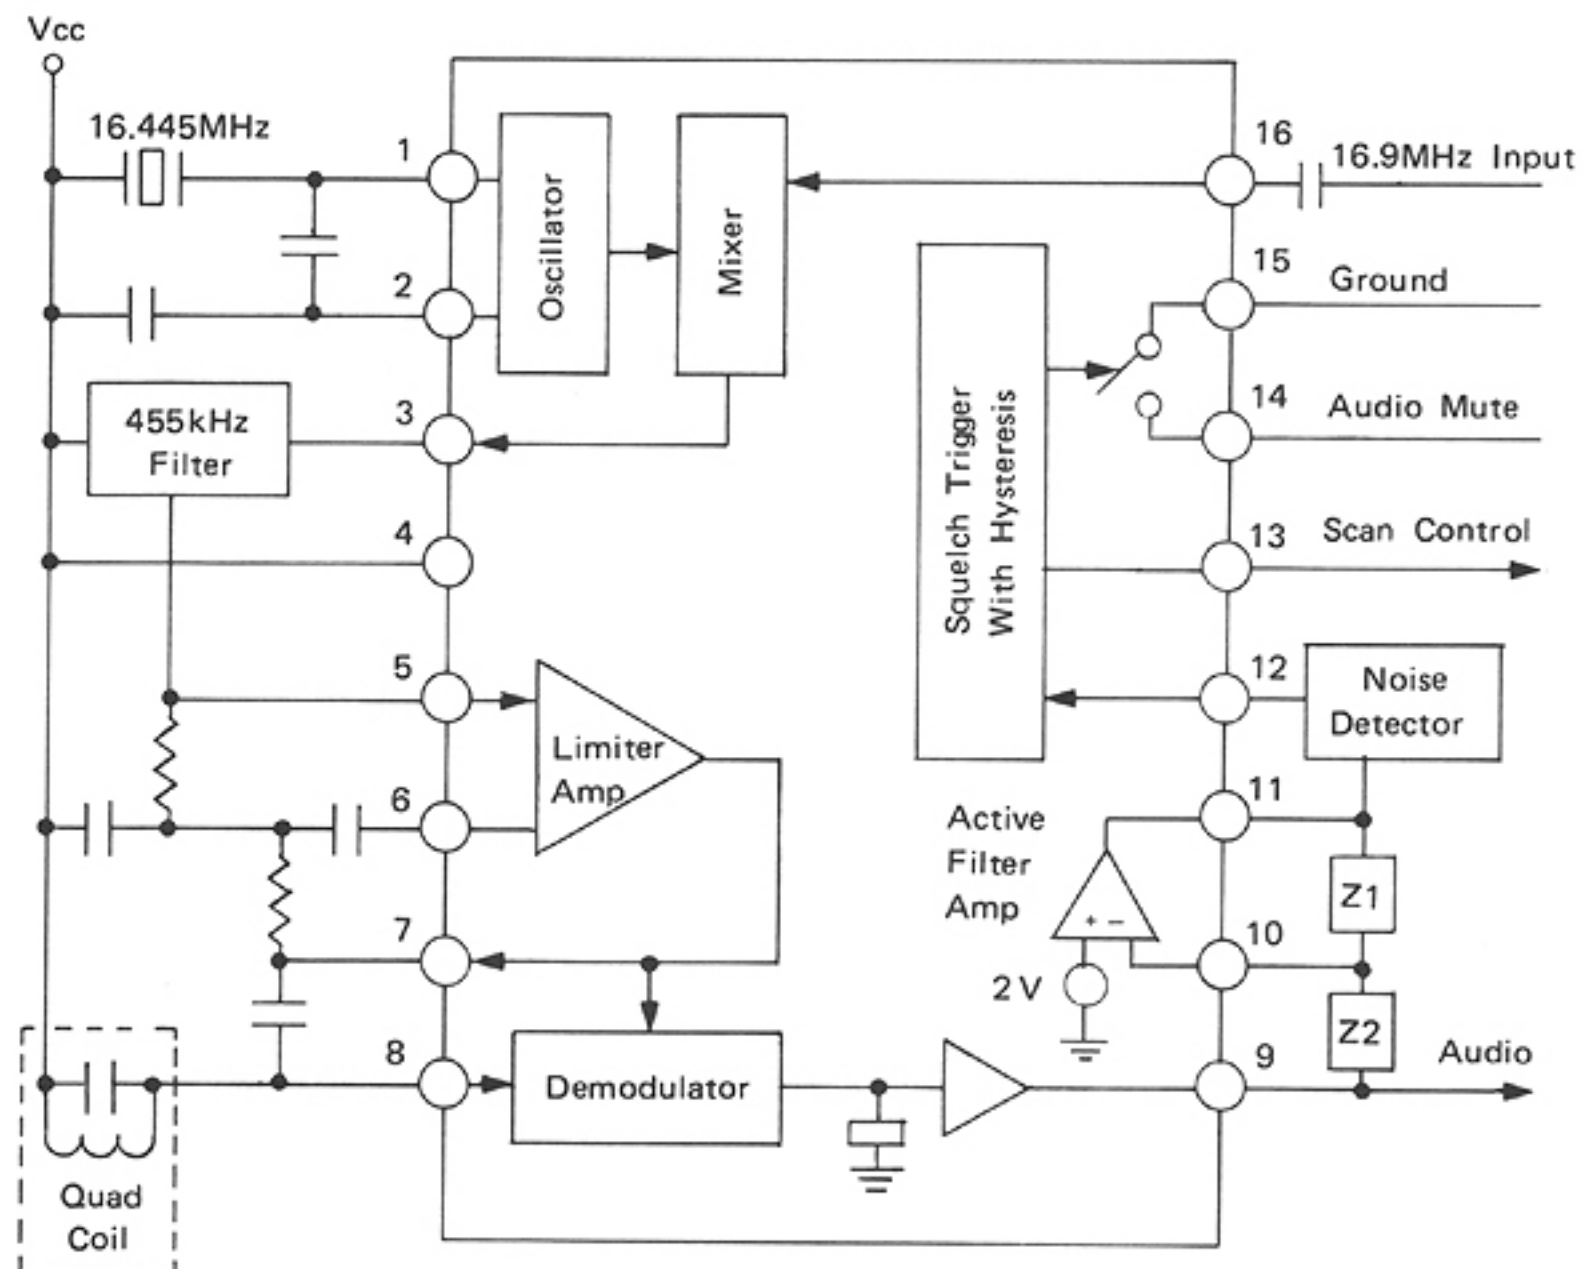 Vcc
16.445MHz
1
Oscillator
Mixer
16
16.9MHz Input
2
15
Ground
455kHz
Filter
3
14
Audio Mute
Squelch Trigger
With Hysteresis
4
13
Scan Control
5
Limiter
Amp
12
Noise
Detector
6
Active
Filter
Amp
11
Z1
+ −
7
2V
10
Z2
8
Demodulator
9
Audio
Quad
Coil